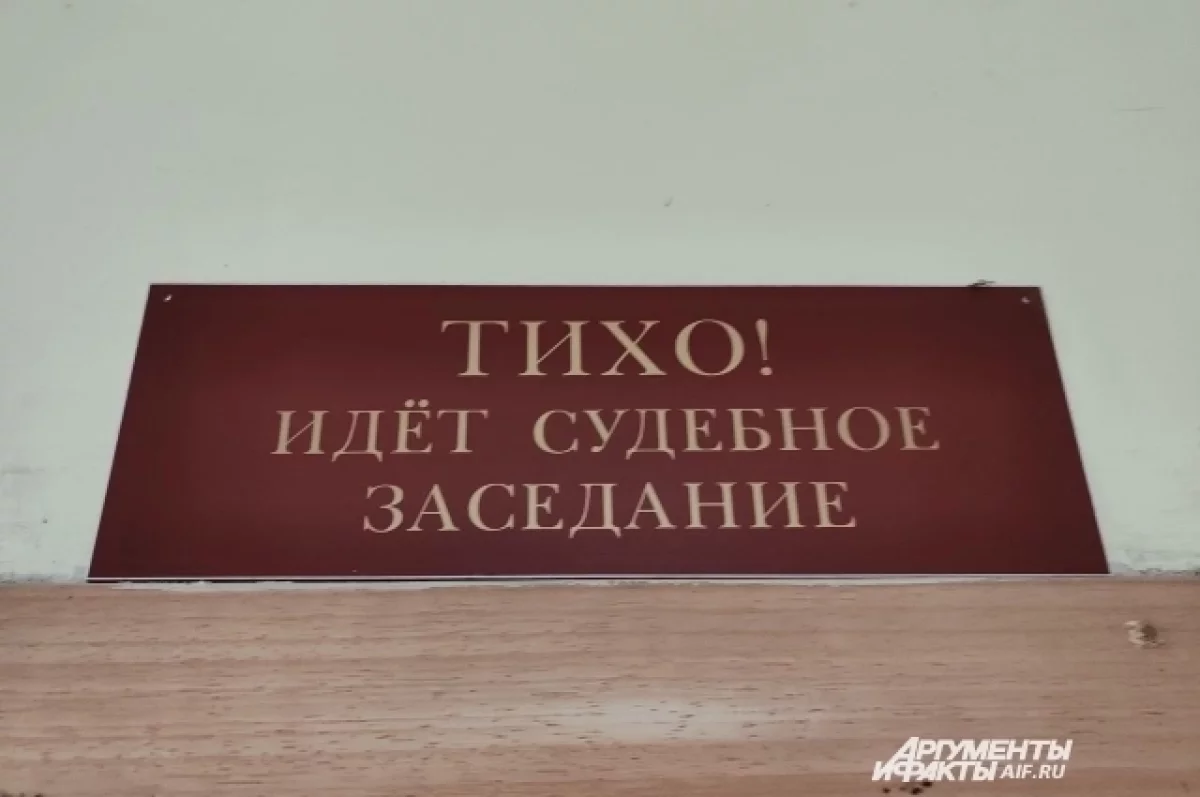 ТИХО!
ИДЁТ СУДЕБНОЕ
ЗАСЕДАНИЕ
АРГУМЕНТЫ
И ФАКТЫ AIF.RU